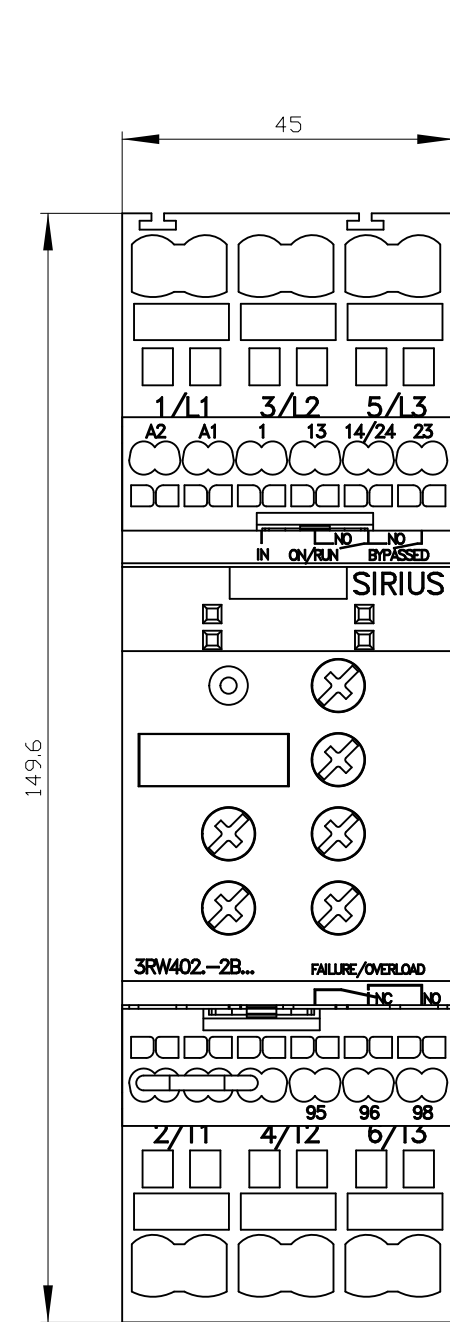 45
1/L1 3/L2 5/L3
A2 A1 1 13 14/24 23
NO NO
IN ON/RUN BYPASSED
SIRIUS
149,6
3RW402.-2B... FAILURE/OVERLOAD
NC NO
95 96 98
2/T1 4/T2 6/T3